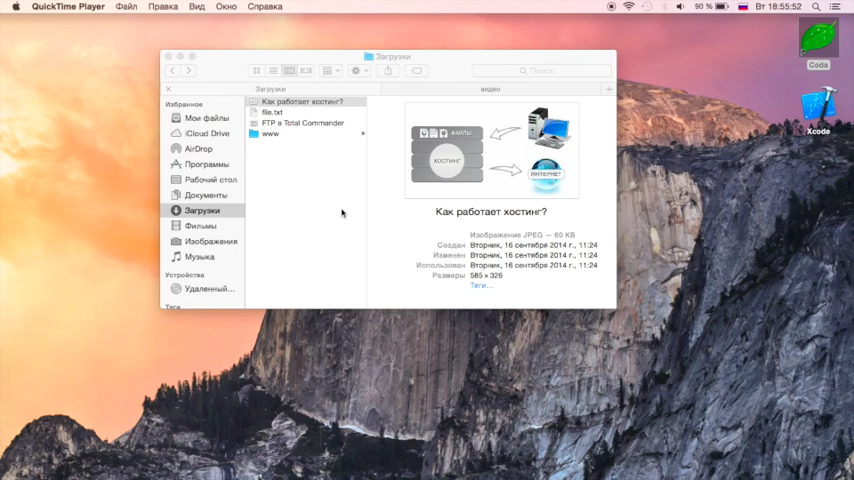 QuickTime Player Файл Правка Вид Окно Справка 90 % Вт 18:55:52
Coda
Xcode
Загрузки
Поиск
Загрузки видео
Избранное
Мои файлы
iCloud Drive
AirDrop
Программы
Рабочий стол
Документы
Загрузки
Фильмы
Изображения
Музыка
Устройства
Удаленный...
Теги
Как работает хостинг?
file.txt
FTP в Total Commander
www
ФАЙЛЫ
ХОСТИНГ
ИНТЕРНЕТ
Как работает хостинг?
Изображение JPEG — 60 КБ
Создан Вторник, 16 сентября 2014 г., 11:24
Изменен Вторник, 16 сентября 2014 г., 11:24
Использован Вторник, 16 сентября 2014 г., 11:24
Размеры 585 × 326
Теги...